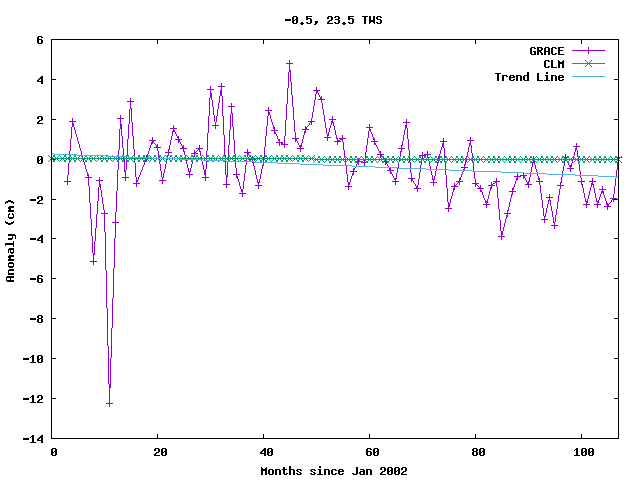 -0.5, 23.5 TWS
GRACE
CLM
Trend Line
6
4
2
0
-2
-4
-6
-8
-10
-12
-14
Anomaly (cm)
0 20 40 60 80 100
Months since Jan 2002